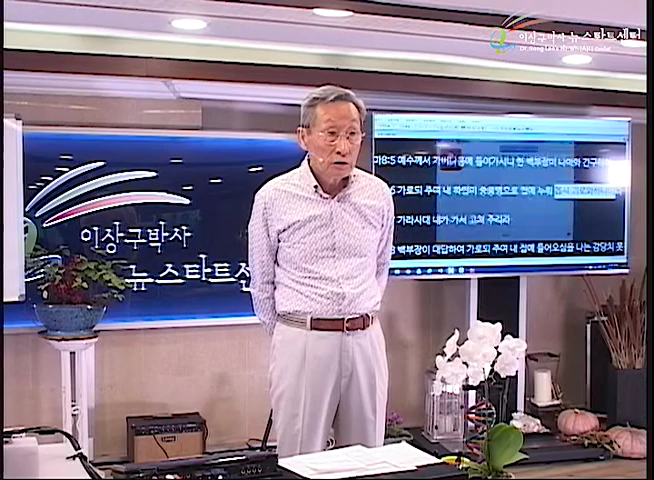 이상구박사 뉴스타트센터
이상구박사
뉴스타트센
마8:5 예수께서 가버나움에 들어가시니 한 백부장이 나아와 간구하
6 가로되 주여 내 하인이 중풍병으로 집에 누워
가라사대 내가 가서 고쳐 주리라
백부장이 대답하여 가로되 주여 내 집에 들어오심을 나는 감당치 못